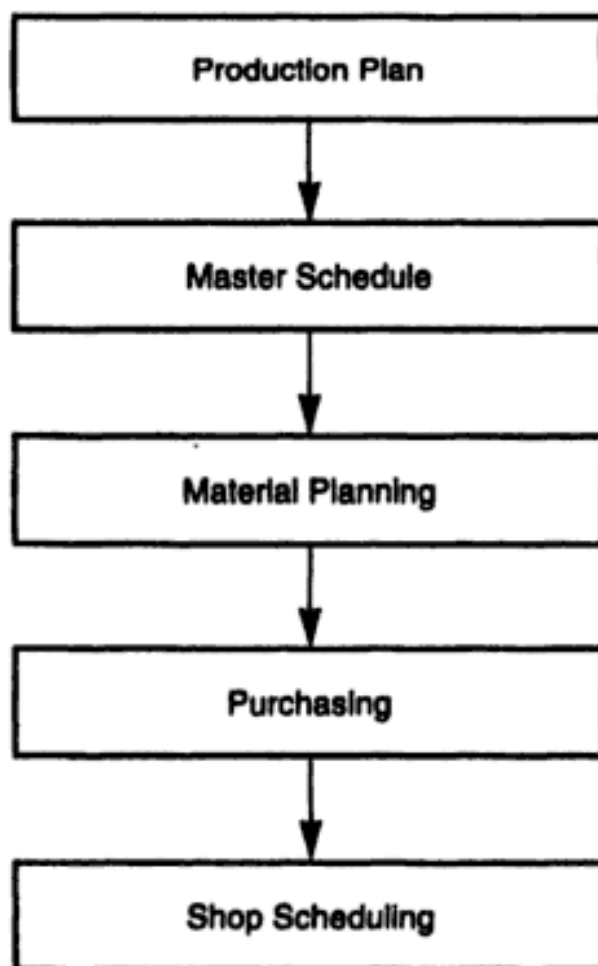 Production Plan
Master Schedule
Material Planning
Purchasing
Shop Scheduling